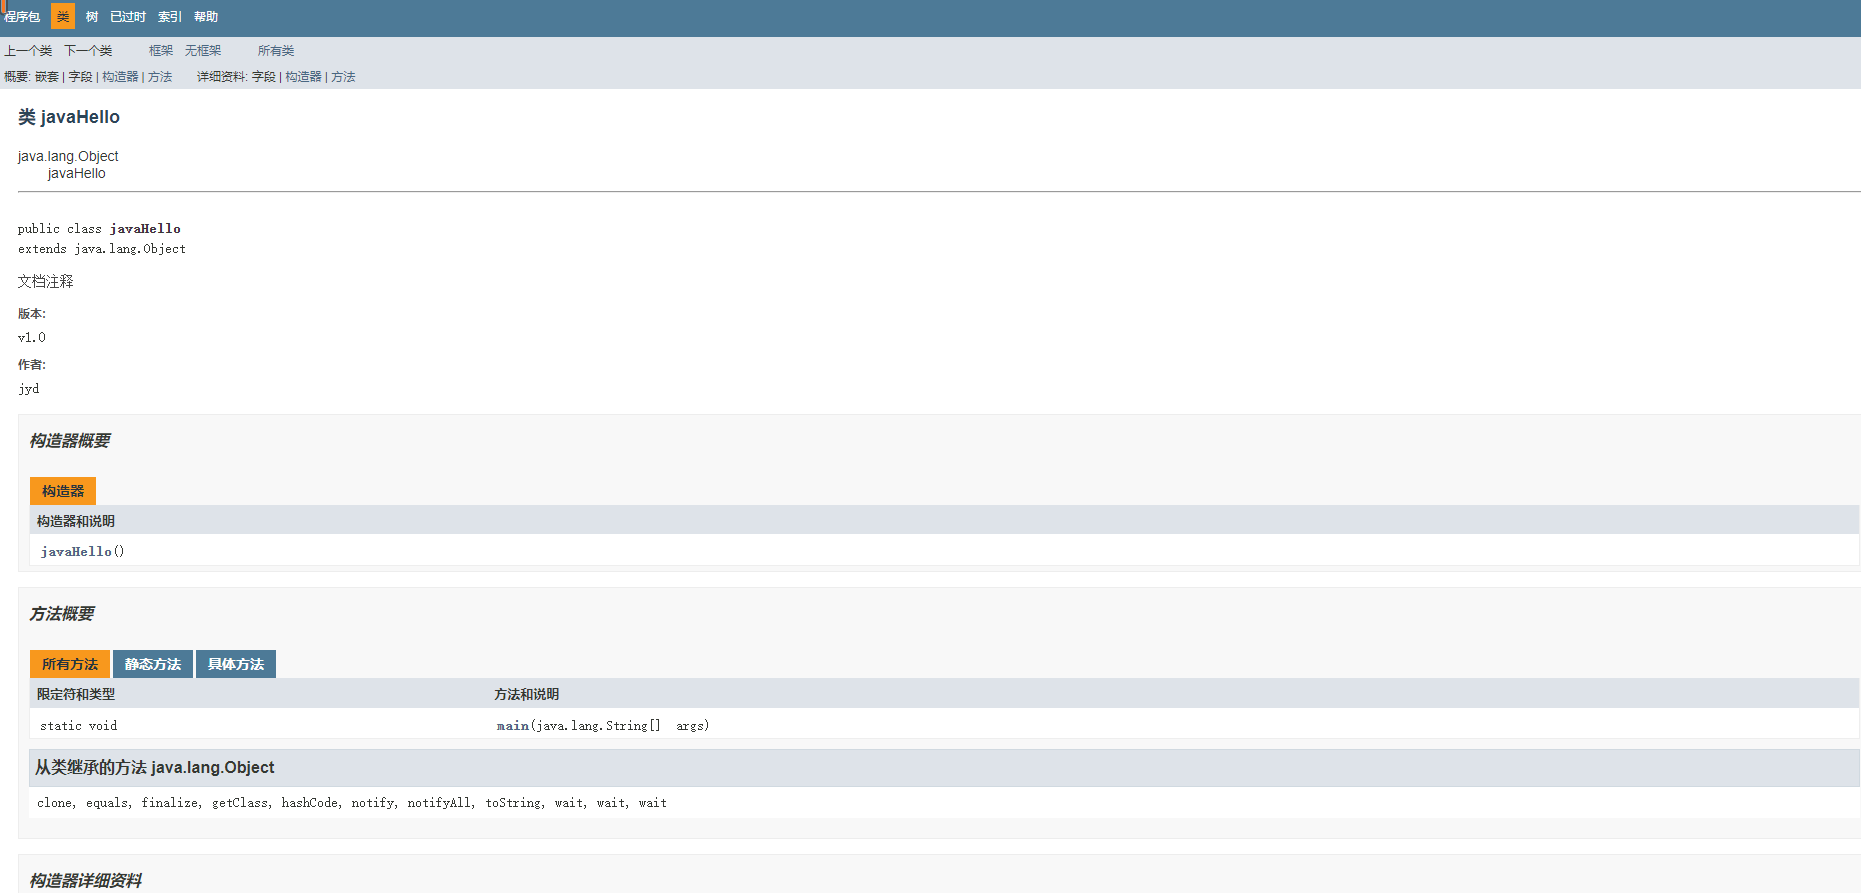 程序包 类 树 已过时 索引 帮助
上一个类 下一个类 框架 无框架 所有类
概要: 嵌套 | 字段 | 构造器 | 方法 详细资料: 字段 | 构造器 | 方法
类 javaHello
java.lang.Object
javaHello
public class javaHello
extends java.lang.Object
文档注释
版本:
v1.0
作者:
jyd
构造器概要
构造器
构造器和说明
javaHello()
方法概要
所有方法 静态方法 具体方法
限定符和类型 方法和说明
static void main(java.lang.String[] args)
从类继承的方法 java.lang.Object
clone, equals, finalize, getClass, hashCode, notify, notifyAll, toString, wait, wait, wait
构造器详细资料